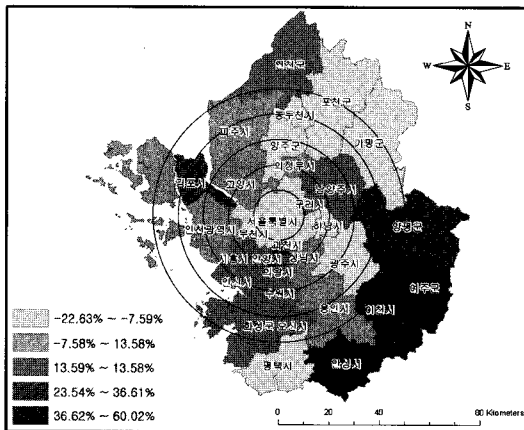 N
W E
S
연천군
포천군
동두천시
파주시
가평군
양주군
의정부시
김포시
고양시
남양주시
구리시
양평군
서울특별시
인천광역시
부천시
하남시
과천시
광주시
시흥시 안양시 성남시
의왕시
여주군
안산시
수원시
용인시
이천시
화성군 오산시
안성시
평택시
-22.63% ~ -7.59%
-7.58% ~ 13.58%
13.59% ~ 13.58%
23.54% ~ 36.61%
36.62% ~ 60.02%
0 20 40 80 Kilometers